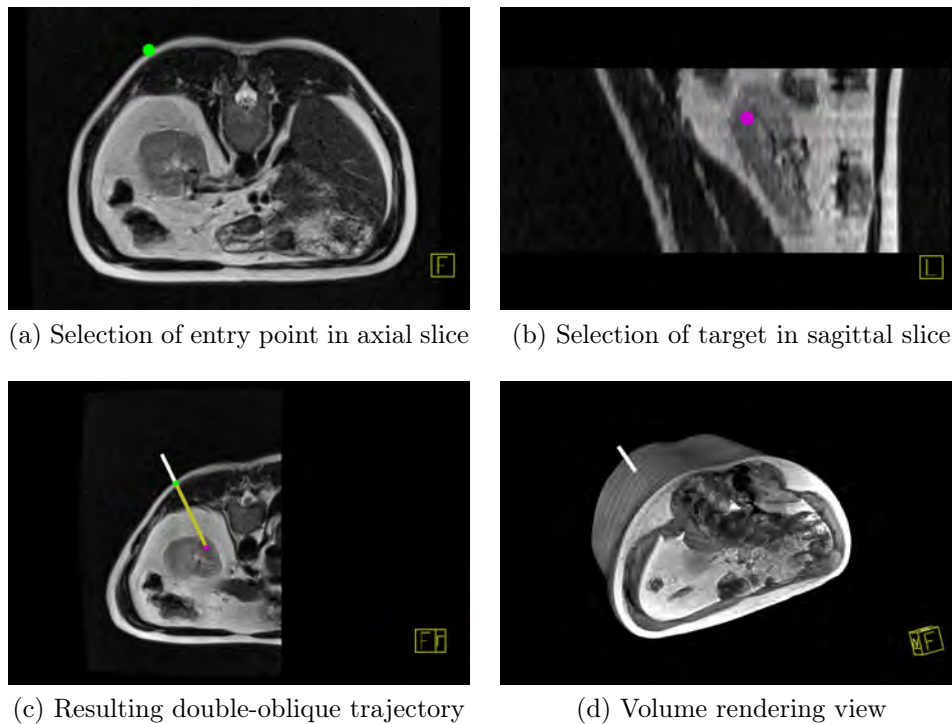 F
L
(a) Selection of entry point in axial slice
(b) Selection of target in sagittal slice
F
F
(c) Resulting double-oblique trajectory
(d) Volume rendering view